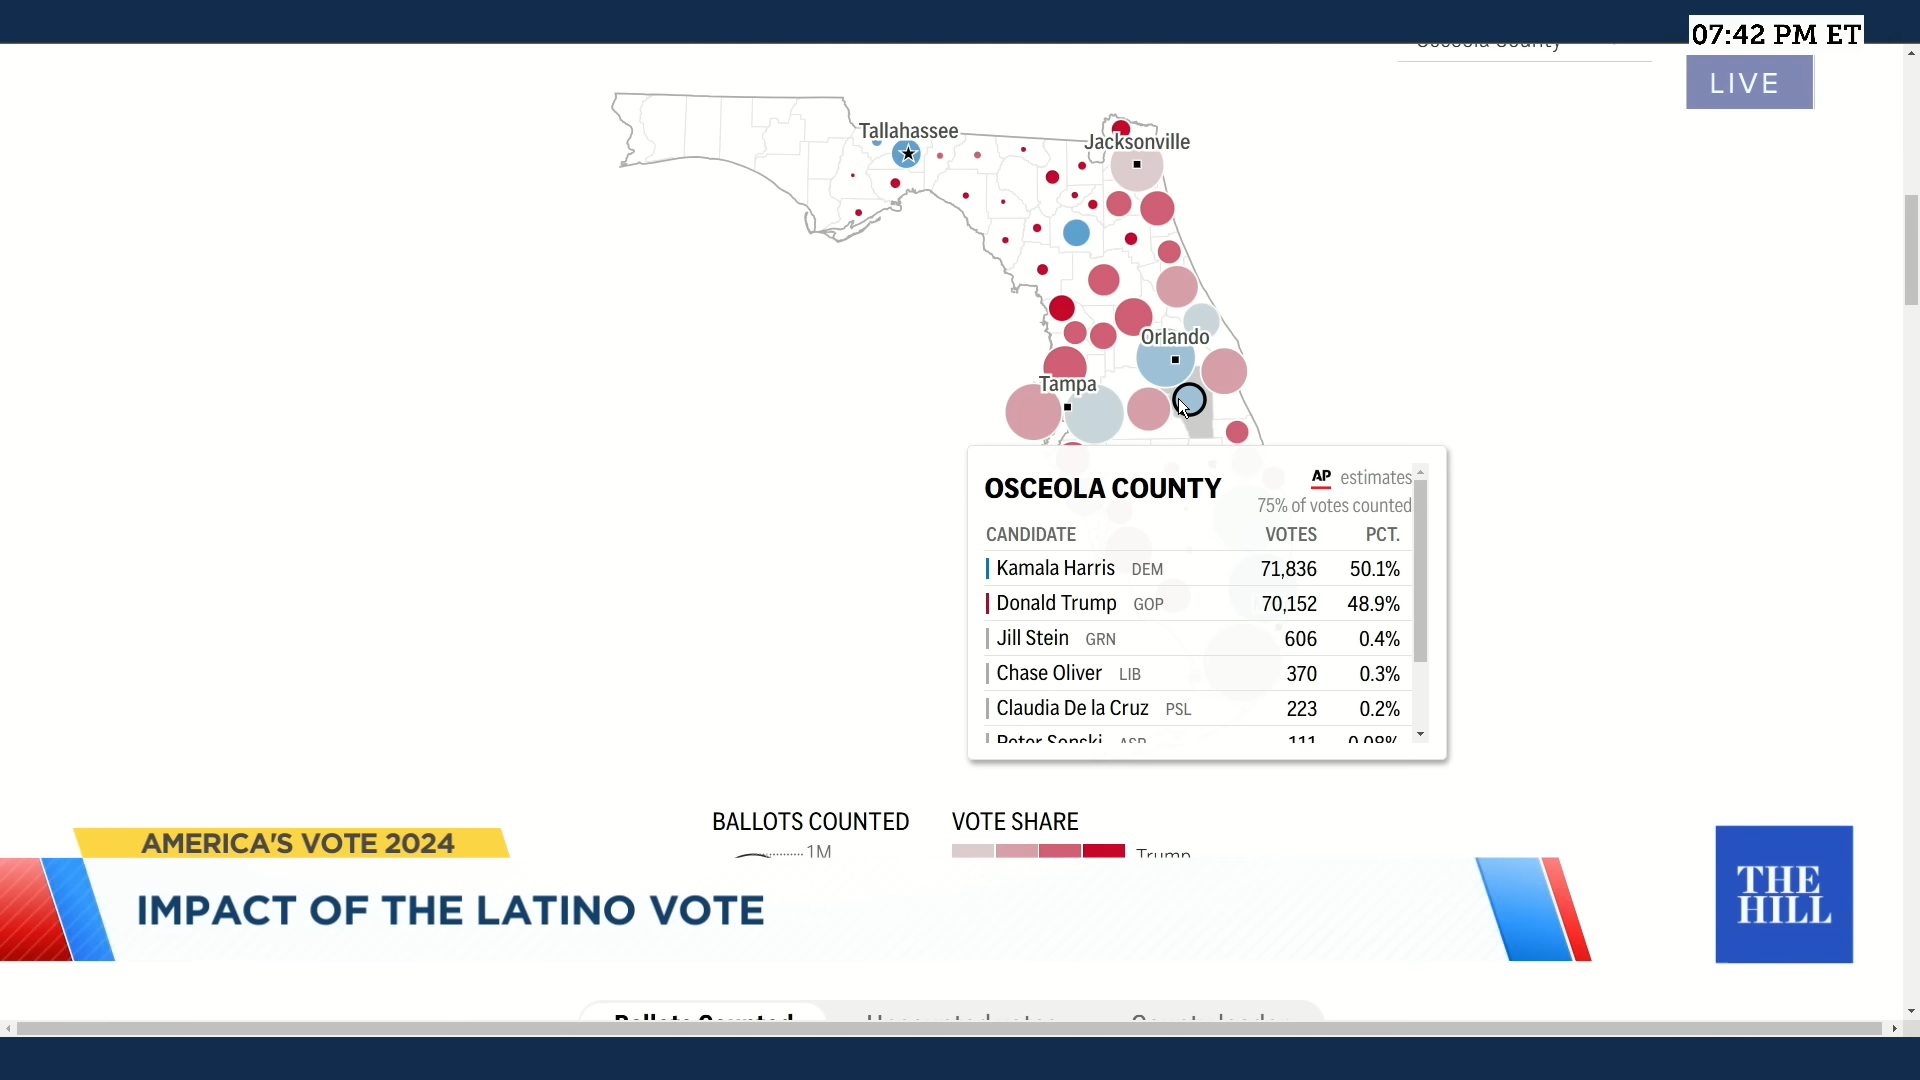 07:42 PM ET
LIVE
Tallahassee
Jacksonville
Orlando
Tampa
OSCEOLA COUNTY
AP estimates
75% of votes counted
CANDIDATE VOTES PCT.
Kamala Harris DEM 71,836 50.1%
Donald Trump GOP 70,152 48.9%
Jill Stein GRN 606 0.4%
Chase Oliver LIB 370 0.3%
Claudia De la Cruz PSL 223 0.2%
BALLOTS COUNTED VOTE SHARE
1M Trump
AMERICA'S VOTE 2024
IMPACT OF THE LATINO VOTE
THE
HILL